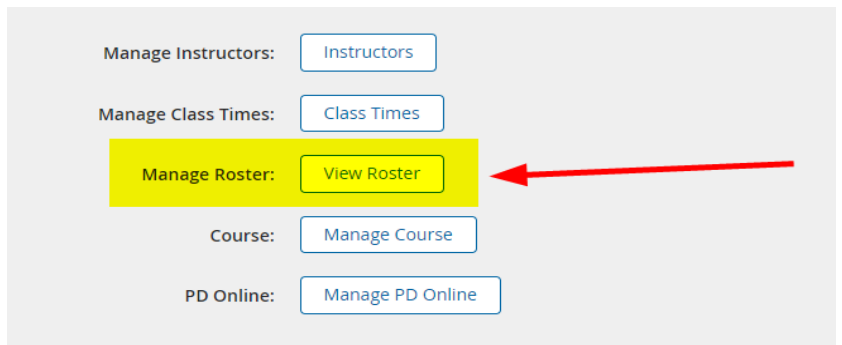 Manage Instructors: Instructors
Manage Class Times: Class Times
Manage Roster: View Roster
Course: Manage Course
PD Online: Manage PD Online